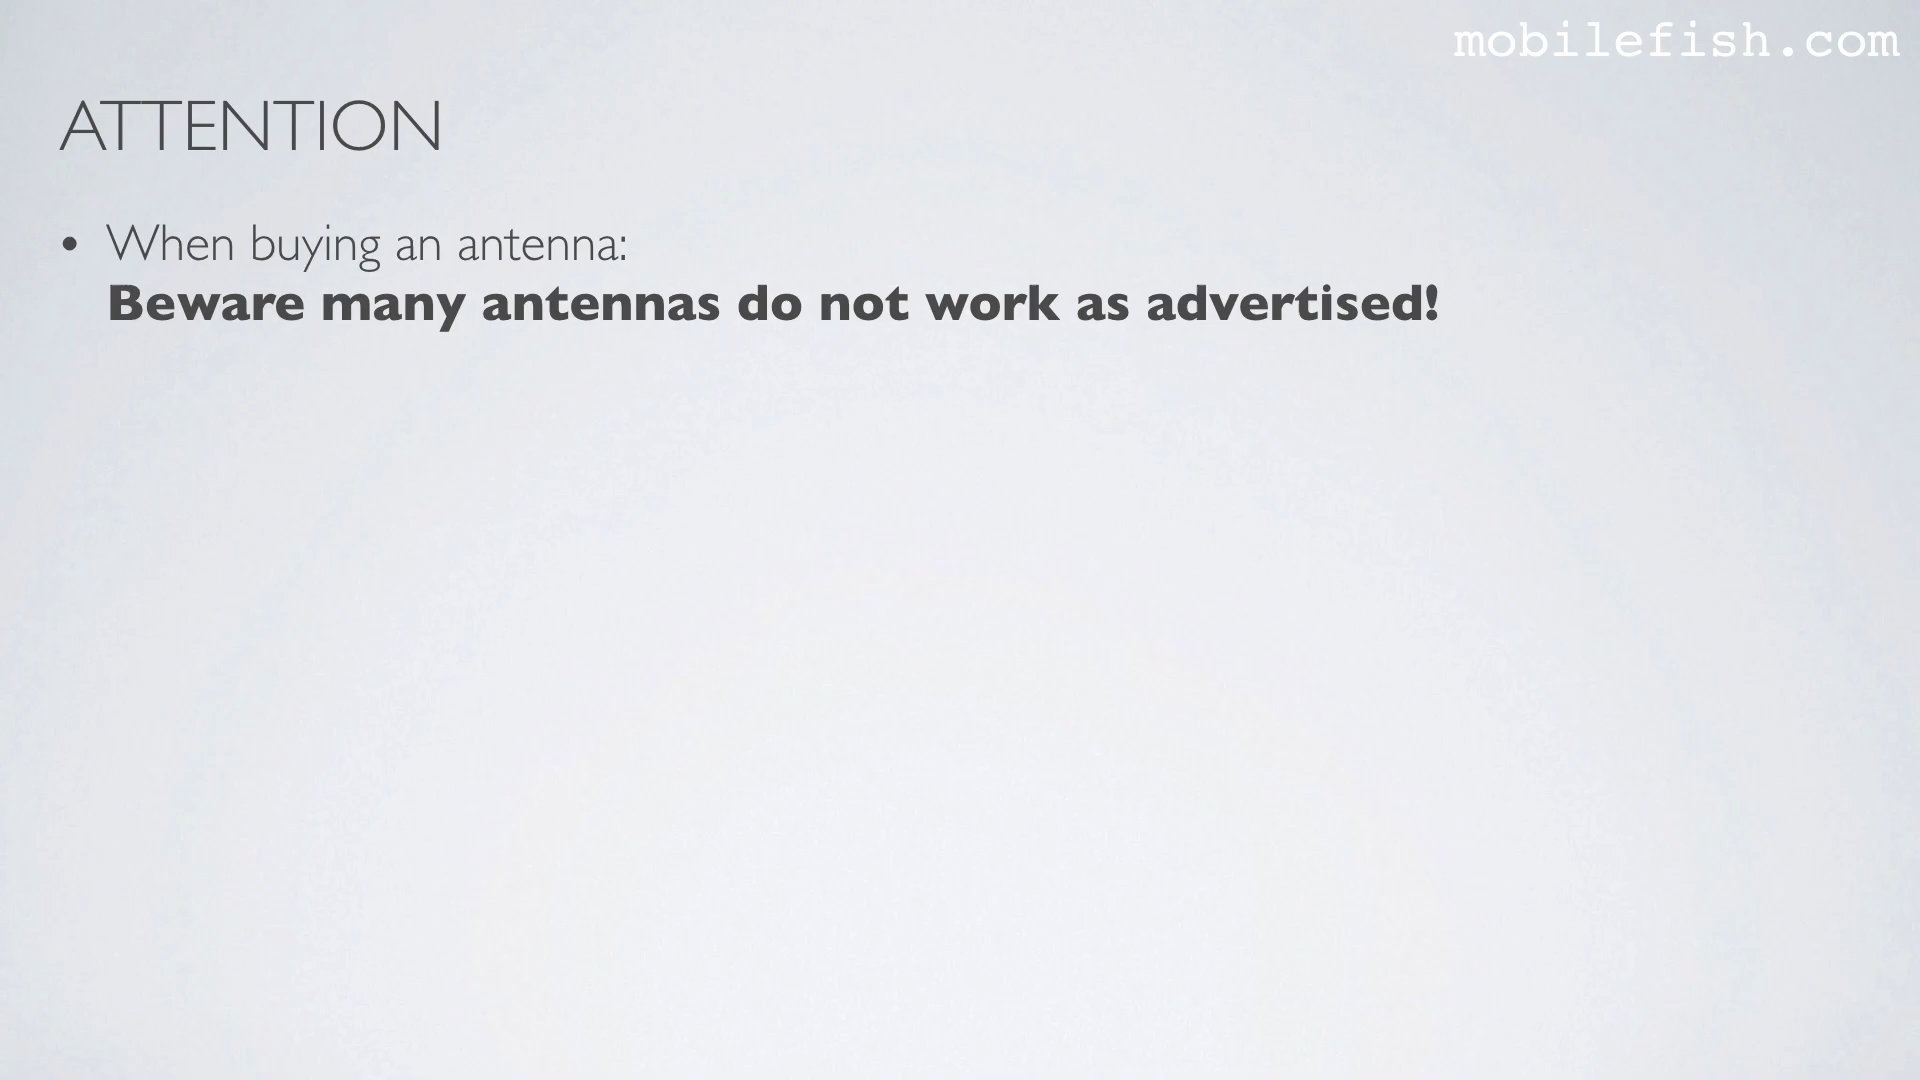 mobilefish.com
ATTENTION
• When buying an antenna:
Beware many antennas do not work as advertised!